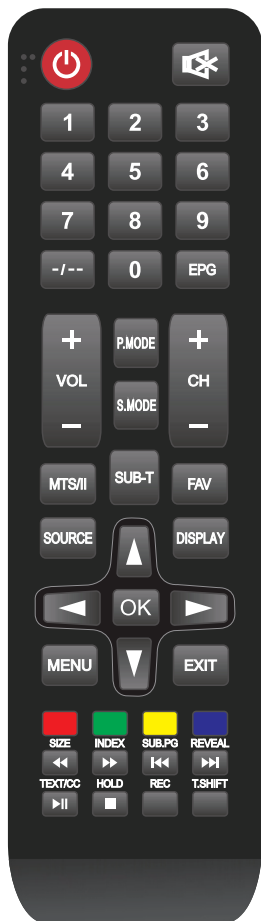 1 2 3
4 5 6
7 8 9
-/-- 0 EPG
+ P.MODE +
VOL CH
S.MODE
- -
MTS/II SUB-T FAV
SOURCE DISPLAY
OK
MENU EXIT
SIZE INDEX SUB.PG REVEAL
TEXT/CC HOLD REC T.SHIFT